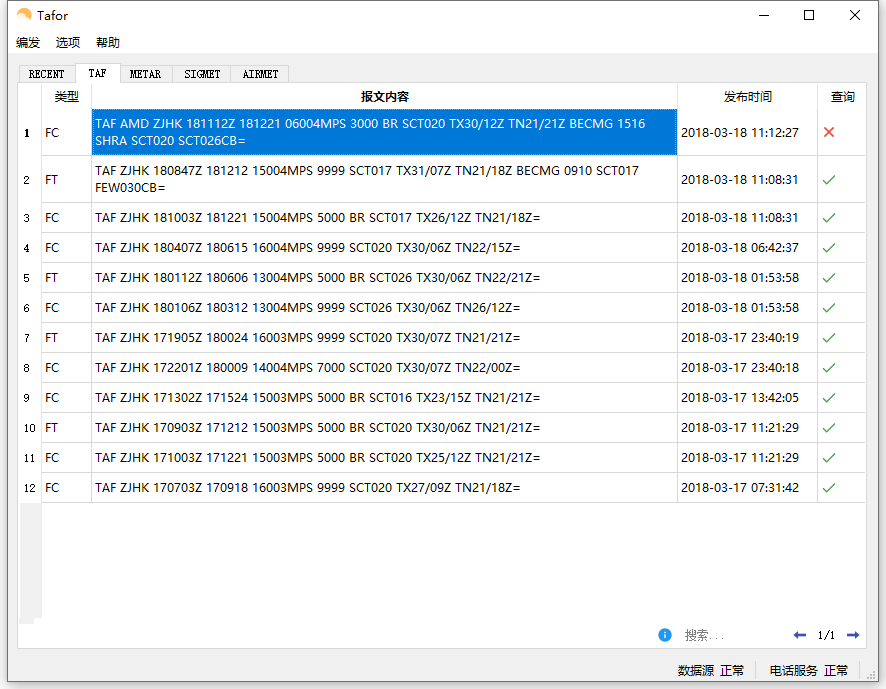 Tafor
编发 选项 帮助
RECENT TAF METAR SIGMET AIRMET
类型 报文内容 发布时间 查询
1 FC TAF AMD ZJHK 181112Z 181221 06004MPS 3000 BR SCT020 TX30/12Z TN21/21Z BECMG 1516 2018-03-18 11:12:27
SHRA SCT020 SCT026CB=
2 FT TAF ZJHK 180847Z 181212 15004MPS 9999 SCT017 TX31/07Z TN21/18Z BECMG 0910 SCT017 2018-03-18 11:08:31
FEW030CB=
3 FC TAF ZJHK 181003Z 181221 15004MPS 5000 BR SCT017 TX26/12Z TN21/18Z= 2018-03-18 11:08:31
4 FC TAF ZJHK 180407Z 180615 16004MPS 9999 SCT020 TX30/06Z TN22/15Z= 2018-03-18 06:42:37
5 FT TAF ZJHK 180112Z 180606 13004MPS 5000 BR SCT026 TX30/06Z TN22/21Z= 2018-03-18 01:53:58
6 FC TAF ZJHK 180106Z 180312 13004MPS 9999 SCT026 TX30/06Z TN26/12Z= 2018-03-18 01:53:58
7 FT TAF ZJHK 171905Z 180024 16003MPS 9999 SCT020 TX30/07Z TN21/21Z= 2018-03-17 23:40:19
8 FC TAF ZJHK 172201Z 180009 14004MPS 7000 SCT020 TX30/07Z TN22/00Z= 2018-03-17 23:40:18
9 FC TAF ZJHK 171302Z 171524 15003MPS 5000 BR SCT016 TX23/15Z TN21/21Z= 2018-03-17 13:42:05
10 FT TAF ZJHK 170903Z 171212 15003MPS 5000 BR SCT020 TX30/06Z TN21/21Z= 2018-03-17 11:21:29
11 FC TAF ZJHK 171003Z 171221 15003MPS 5000 BR SCT020 TX25/12Z TN21/21Z= 2018-03-17 11:21:29
12 FC TAF ZJHK 170703Z 170918 16003MPS 9999 SCT020 TX27/09Z TN21/18Z= 2018-03-17 07:31:42
搜索... 1/1
数据源 正常 电话服务 正常